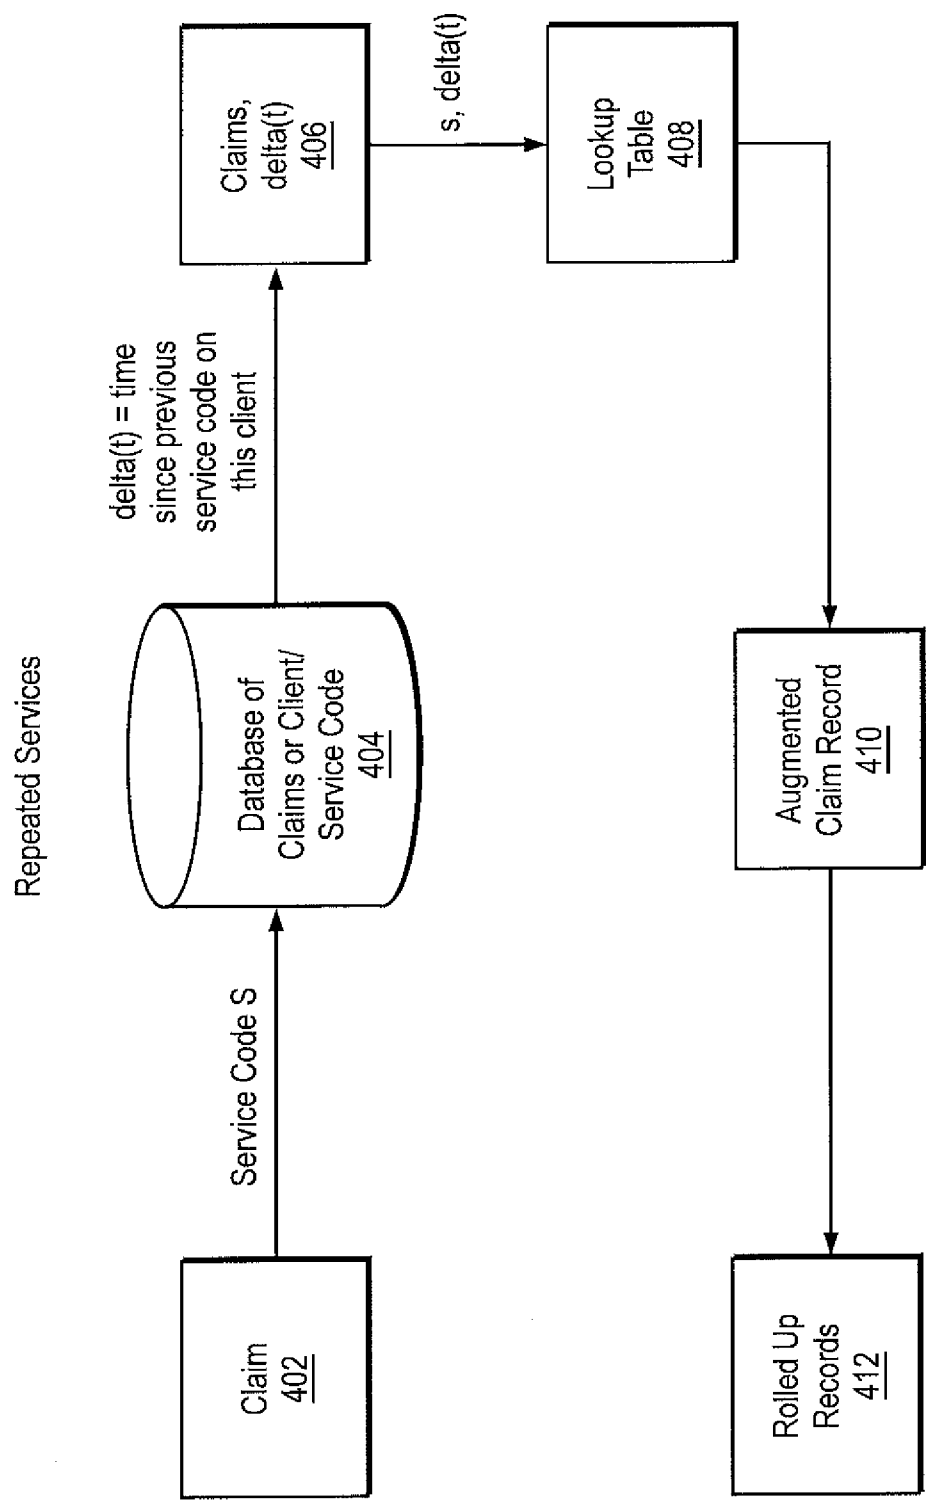 Repeated Services
Claim
402
Service Code S
Database of
Claims or Client/
Service Code
404
delta(t) = time
since previous
service code on
this client
Claims,
delta(t)
406
s, delta(t)
Lookup
Table
408
Augmented
Claim Record
410
Rolled Up
Records
412